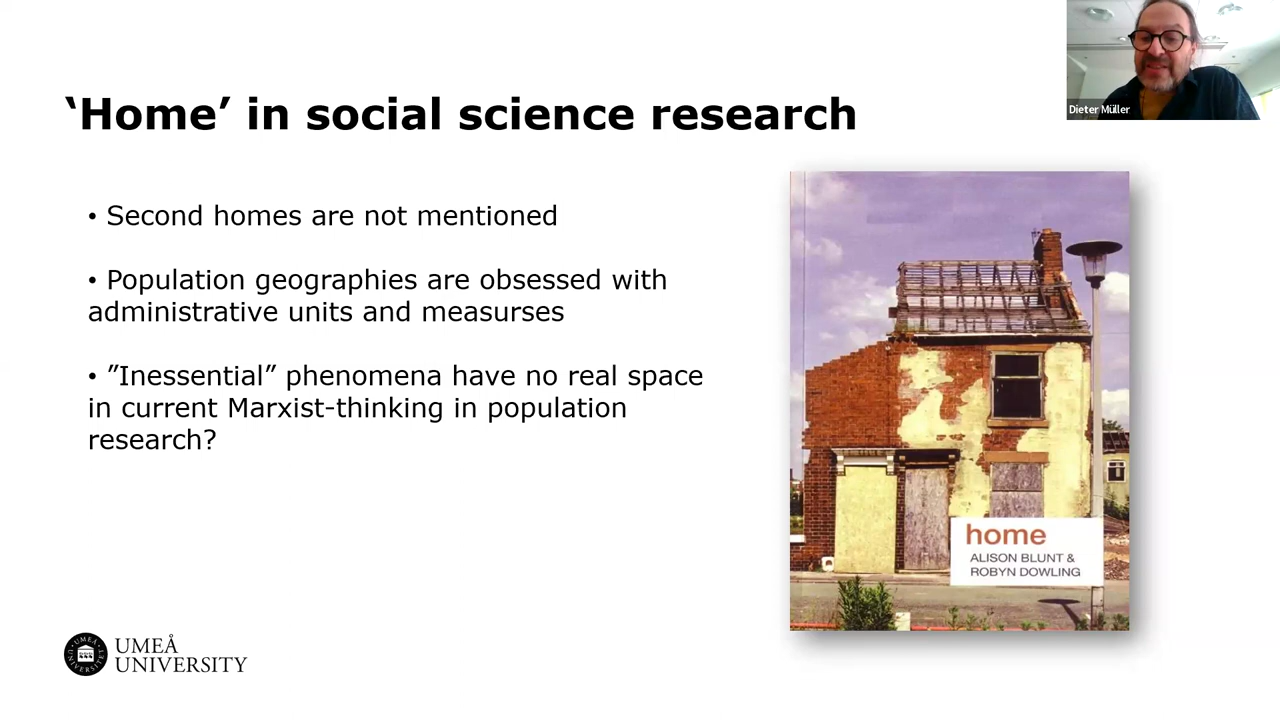 ‘Home’ in social science research
Dieter Müller
• Second homes are not mentioned
• Population geographies are obsessed with
administrative units and measurses
• ”Inessential” phenomena have no real space
in current Marxist-thinking in population
research?
home
ALISON BLUNT &
ROBYN DOWLING
UMEÅ
UNIVERSITY